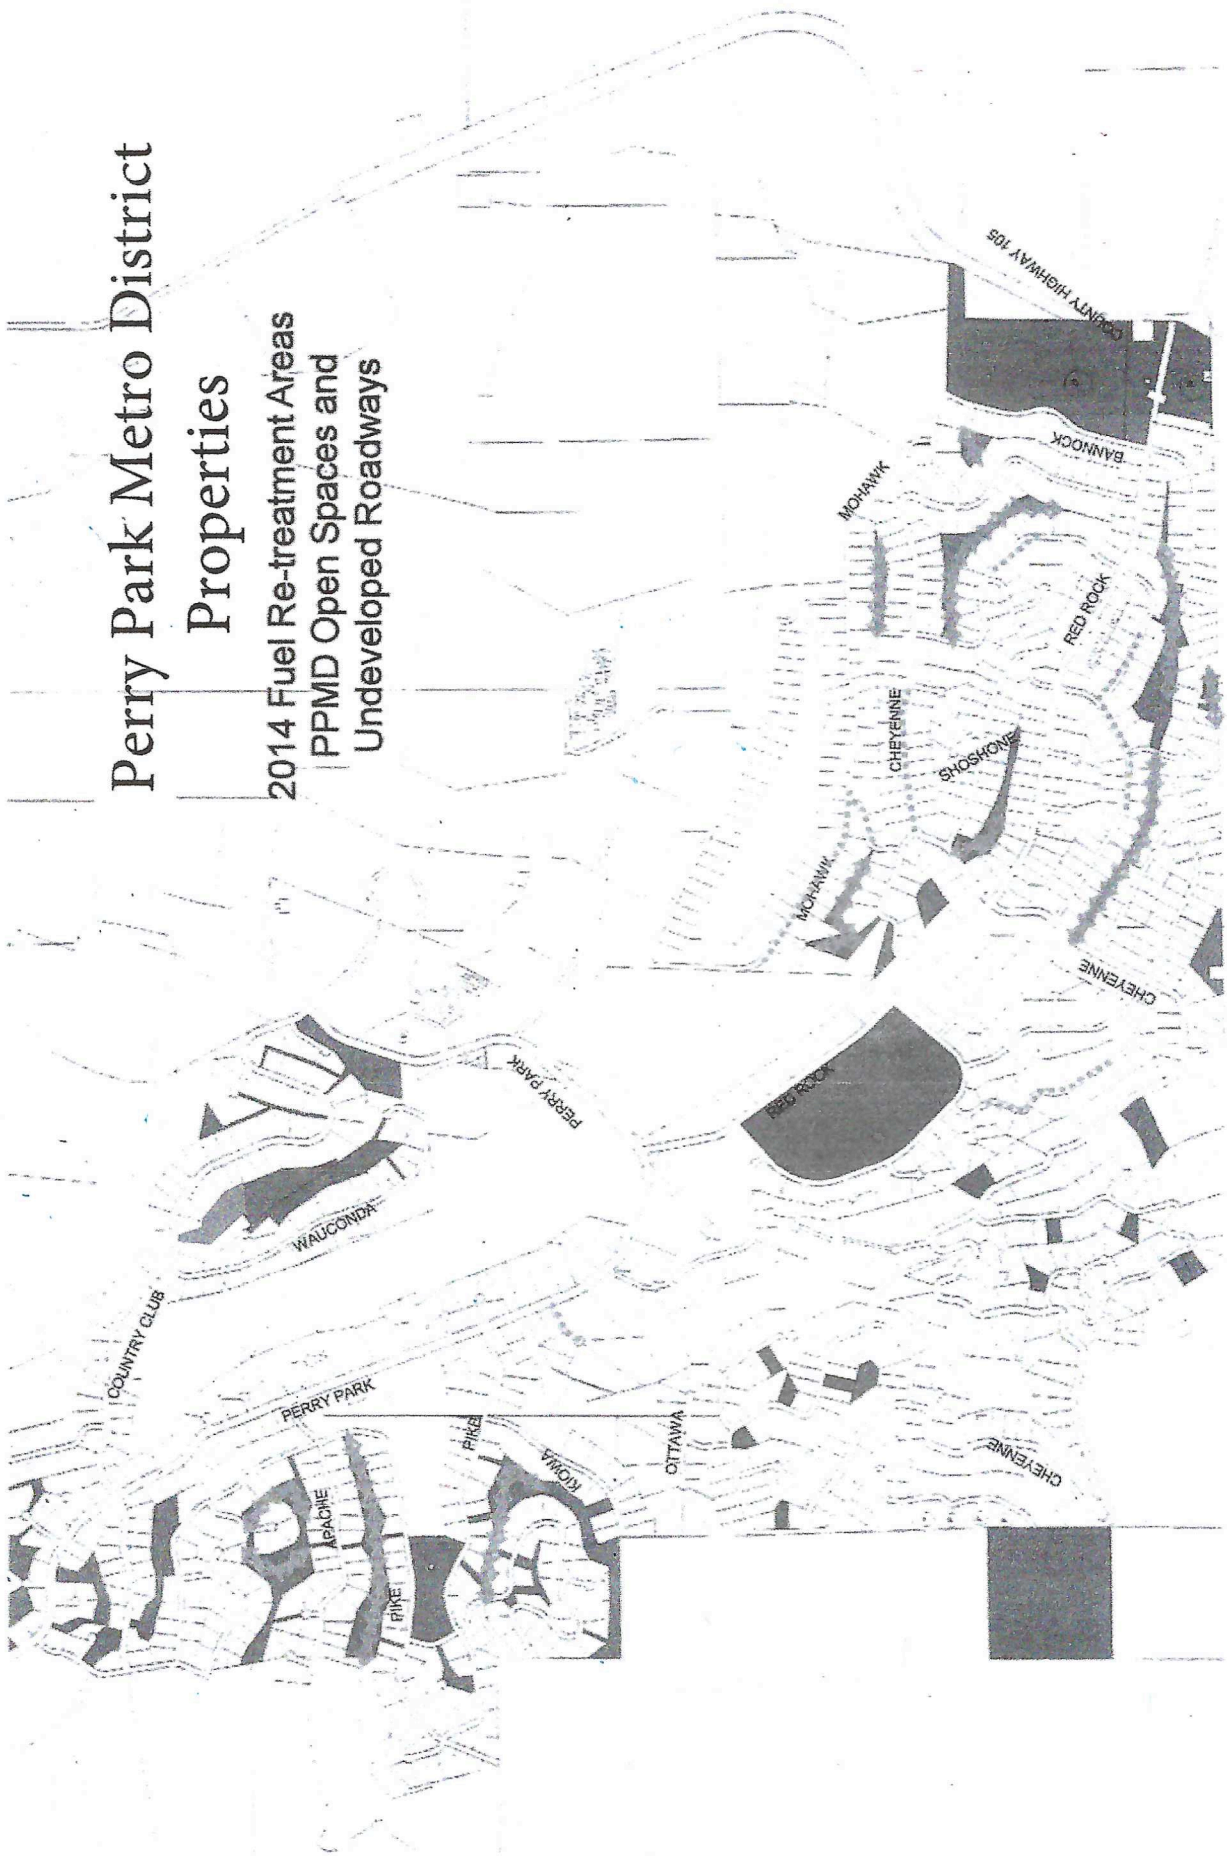 Perry Park Metro District
Properties
2014 Fuel Re-treatment Areas
PPMD Open Spaces and
Undeveloped Roadways
COUNTRY CLUB
WAUCONDA
PERRY PARK
PERRY PARK
APACHE
PIKE
PIKE
KIOWA
OTTAWA
RED ROCK
CHEYENNE
MOHAWK
CHEYENNE
SHOSHONE
CHEYENNE
MOHAWK
RED ROCK
BANNOCK
COUNTY HIGHWAY 105